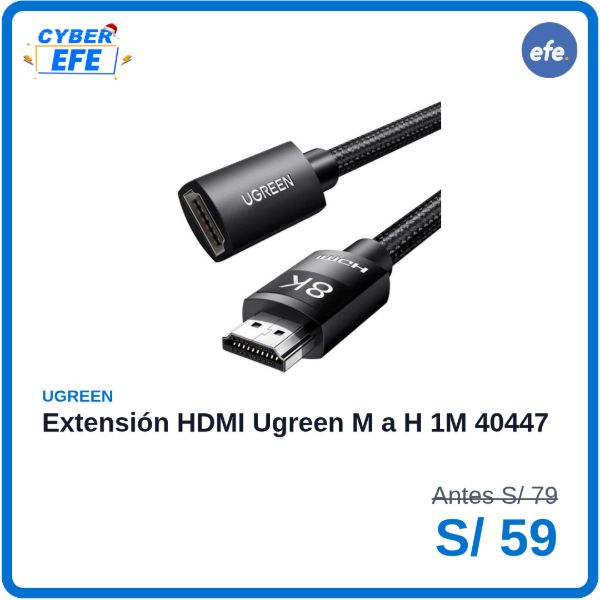 CYBER
EFE
efe.
UGREEN
HDMI
8K
UGREEN
Extensión HDMI Ugreen M a H 1M 40447
Antes S/ 79
S/ 59